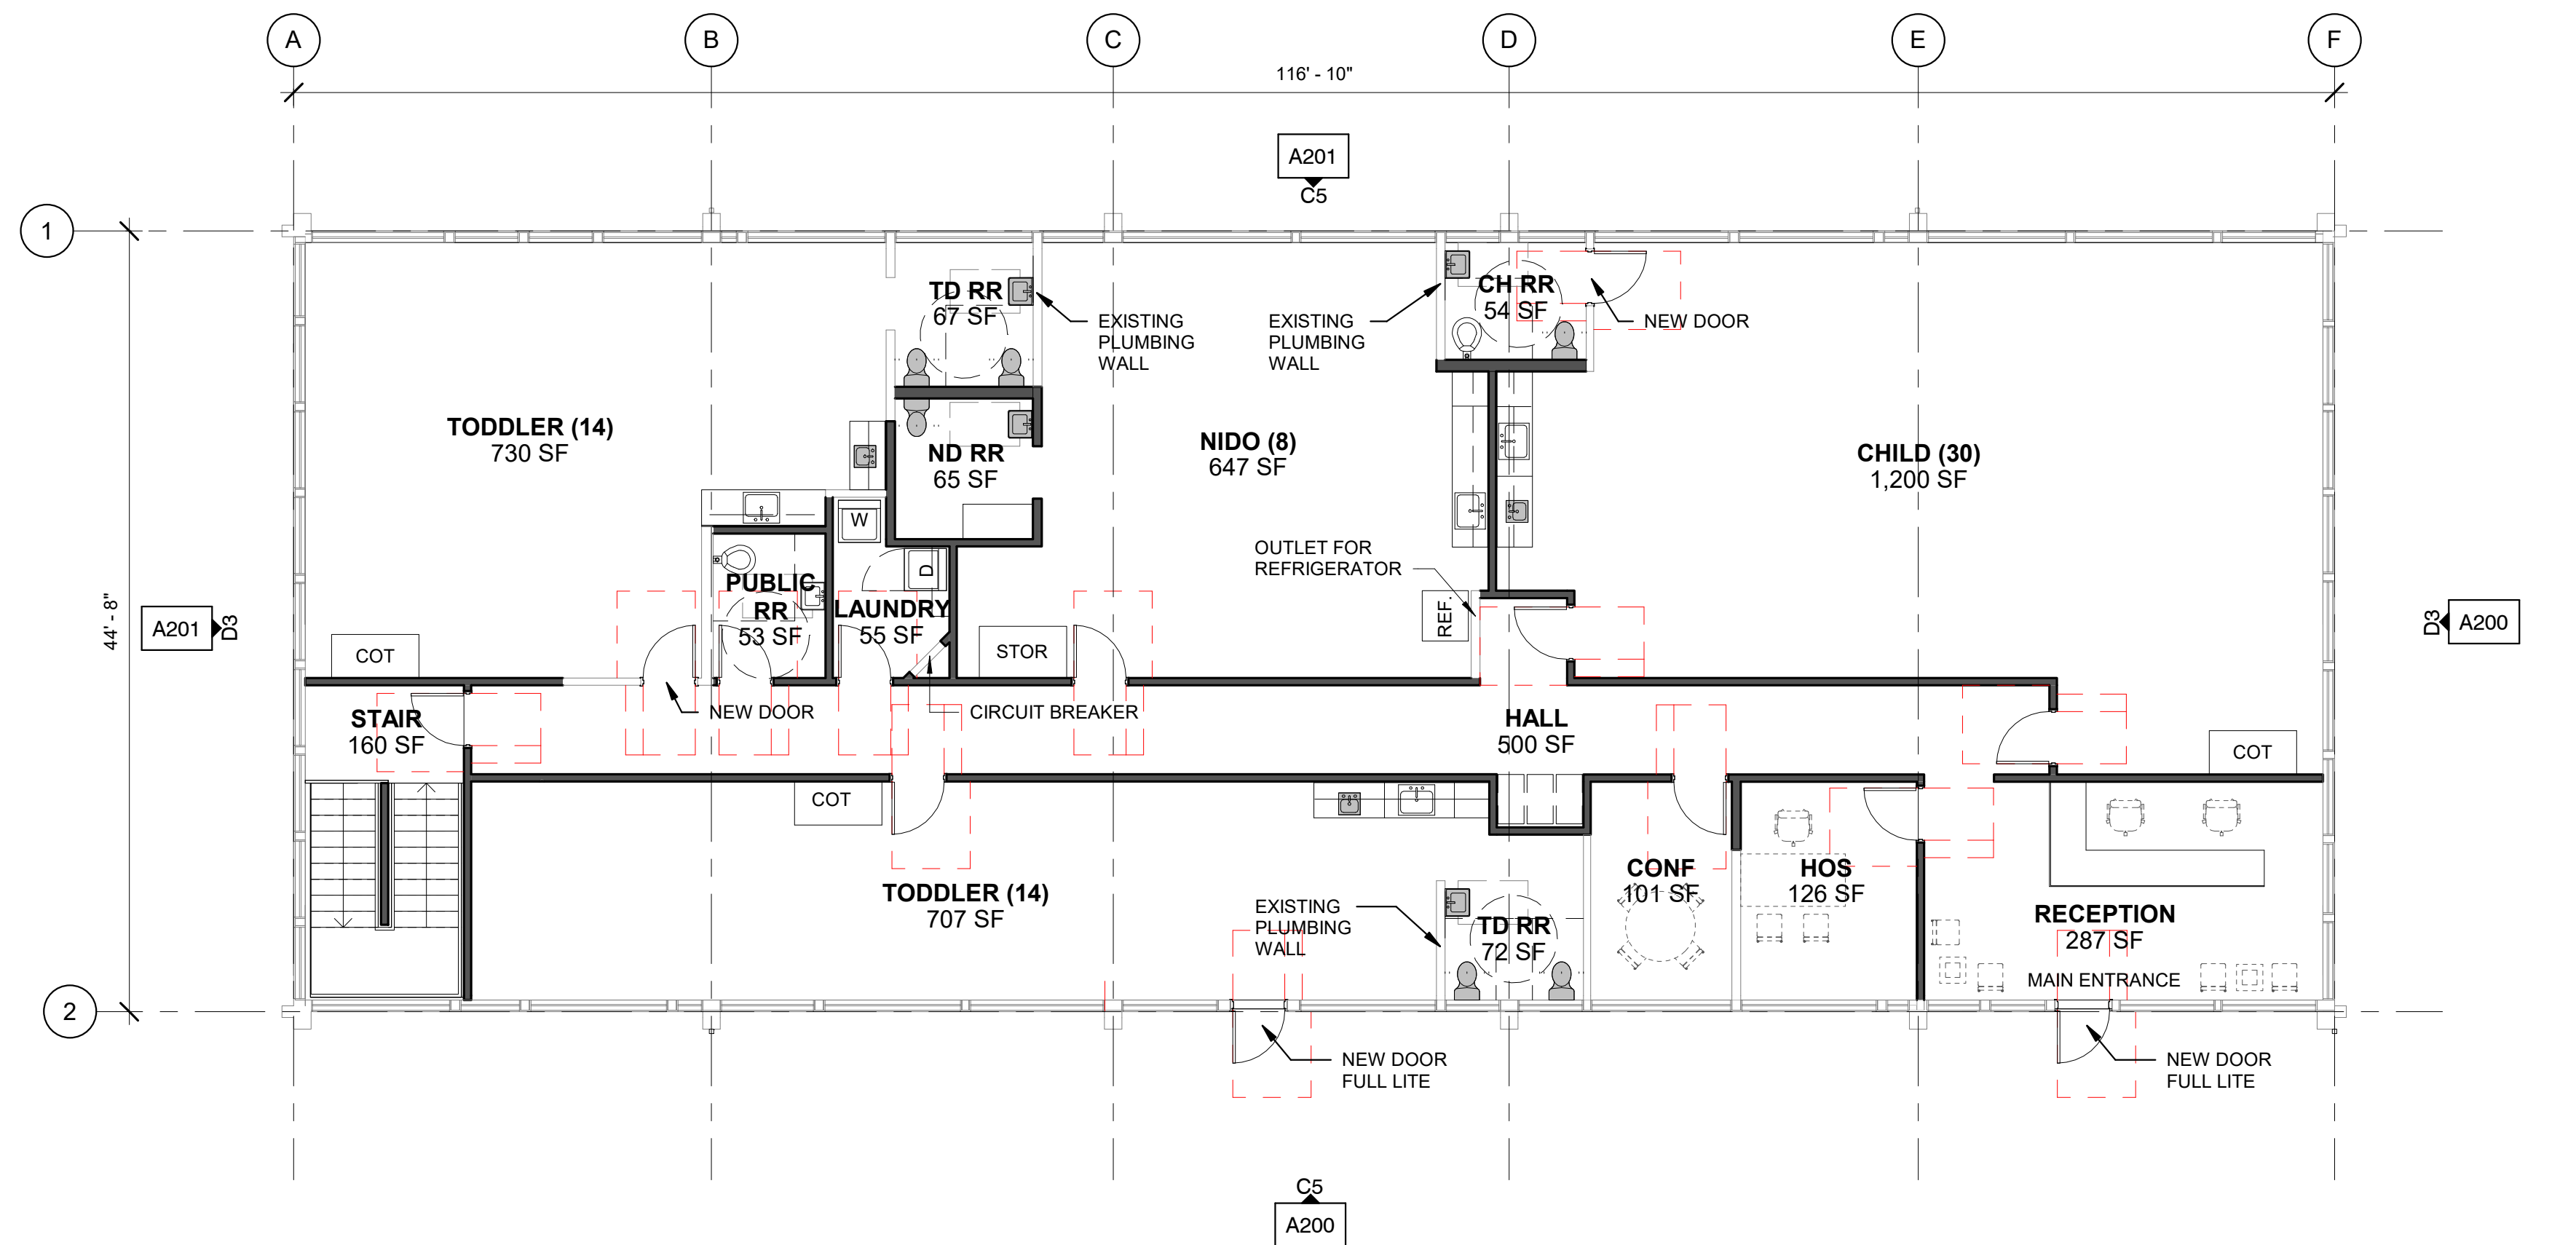 A
B
C
D
E
F
116' - 10"
A201
C5
1
TD RR
67 SF
EXISTING
PLUMBING
WALL
EXISTING
PLUMBING
WALL
CH RR
54 SF
NEW DOOR
TODDLER (14)
730 SF
ND RR
65 SF
NIDO (8)
647 SF
CHILD (30)
1,200 SF
W
D
OUTLET FOR
REFRIGERATOR
REF.
PUBLIC
RR
53 SF
LAUNDRY
55 SF
STOR
44' - 8"
A201
D3
D3
A200
COT
STAIR
160 SF
NEW DOOR
CIRCUIT BREAKER
HALL
500 SF
COT
COT
TODDLER (14)
707 SF
EXISTING
PLUMBING
WALL
TD RR
72 SF
CONF
101 SF
HOS
126 SF
RECEPTION
287 SF
MAIN ENTRANCE
2
NEW DOOR
FULL LITE
NEW DOOR
FULL LITE
C5
A200